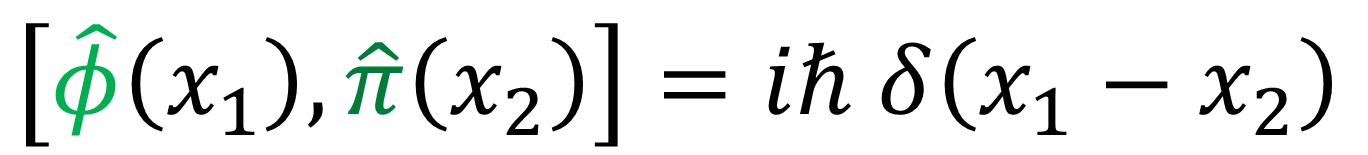 [ϕ̂(x₁), π̂(x₂)] = iℏ δ(x₁ − x₂)